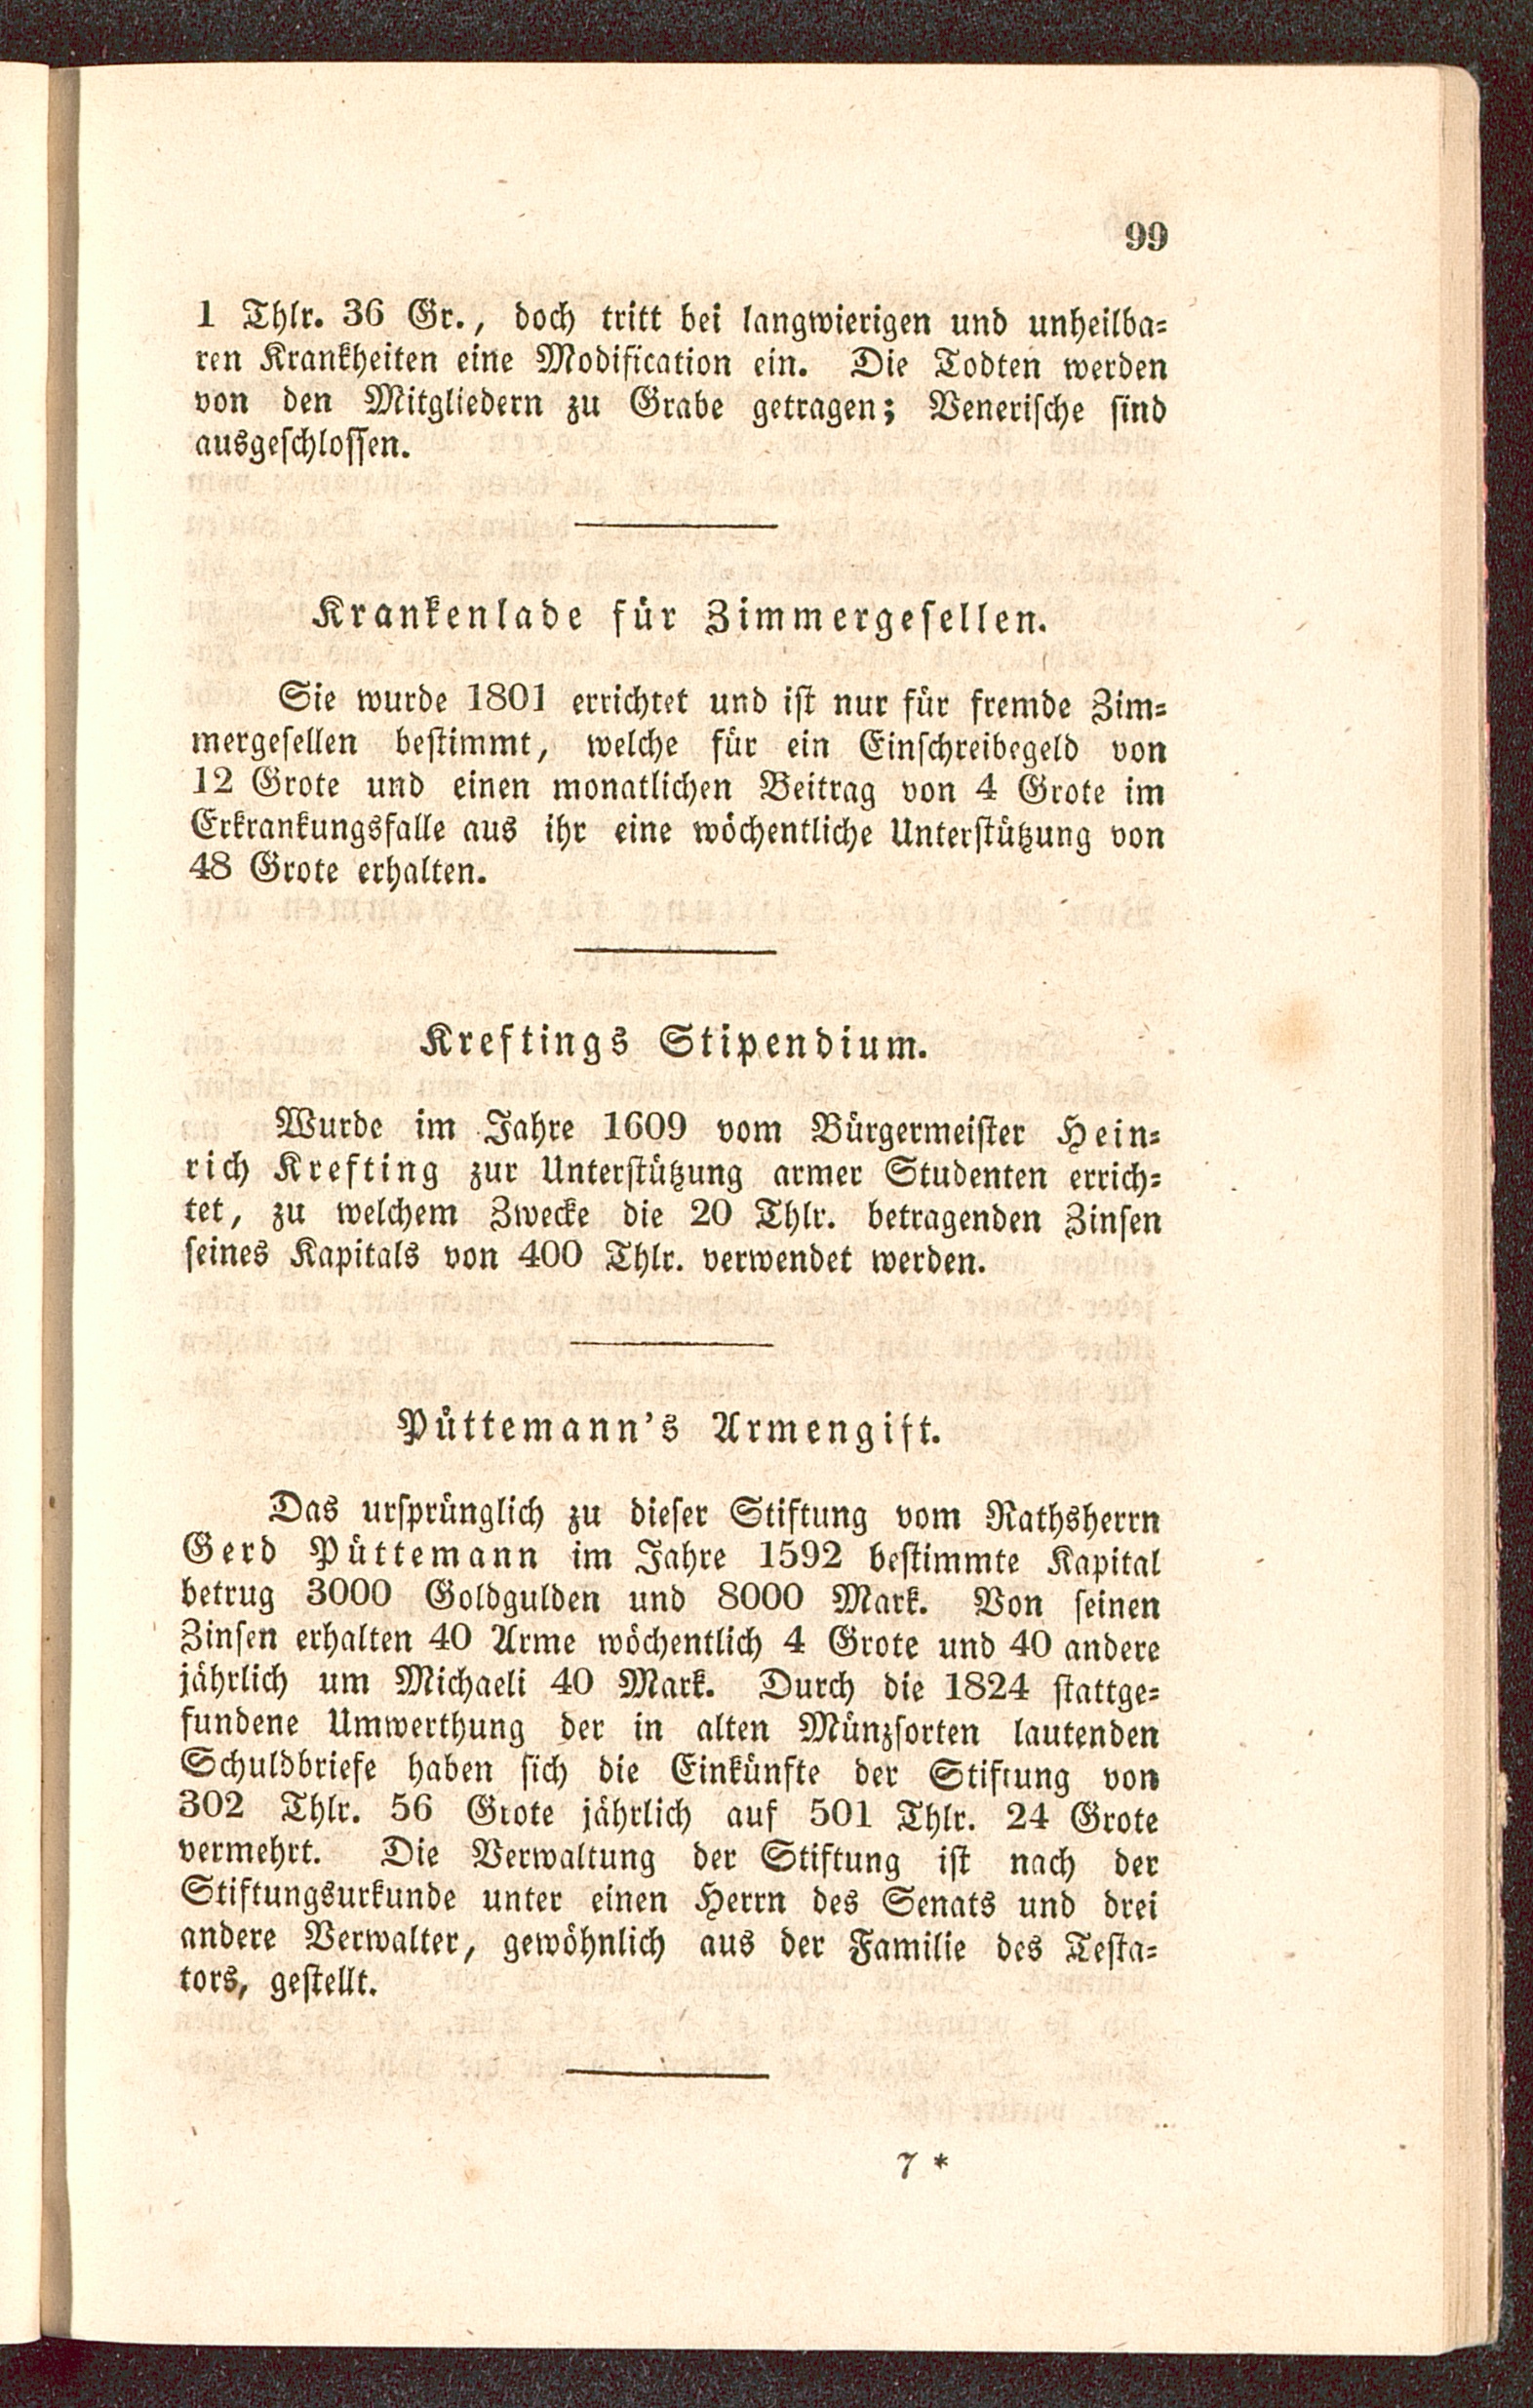 99
1 Thlr. 36 Gr., doch tritt bei langwierigen und unheilba-
ren Krankheiten eine Modification ein. Die Todten werden
von den Mitgliedern zu Grabe getragen; Venerische sind
ausgeschlossen.
Krankenlade für Zimmergesellen.
Sie wurde 1801 errichtet und ist nur für fremde Zim-
mergesellen bestimmt, welche für ein Einschreibegeld von
12 Grote und einen monatlichen Beitrag von 4 Grote im
Erkrankungsfalle aus ihr eine wöchentliche Unterstützung von
48 Grote erhalten.
Kreftings Stipendium.
Wurde im Jahre 1609 vom Bürgermeister Hein-
rich Krefting zur Unterstützung armer Studenten errich-
tet, zu welchem Zwecke die 20 Thlr. betragenden Zinsen
seines Kapitals von 400 Thlr. verwendet werden.
Püttemann's Armengift.
Das ursprünglich zu dieser Stiftung vom Rathsherrn
Gerd Püttemann im Jahre 1592 bestimmte Kapital
betrug 3000 Goldgulden und 8000 Mark. Von seinen
Zinsen erhalten 40 Arme wöchentlich 4 Grote und 40 andere
jährlich um Michaeli 40 Mark. Durch die 1824 stattge-
fundene Umwerthung der in alten Münzsorten lautenden
Schuldbriefe haben sich die Einkünfte der Stiftung von
302 Thlr. 56 Grote jährlich auf 501 Thlr. 24 Grote
vermehrt. Die Verwaltung der Stiftung ist nach der
Stiftungsurkunde unter einen Herrn des Senats und drei
andere Verwalter, gewöhnlich aus der Familie des Testa-
tors, gestellt.
7 *